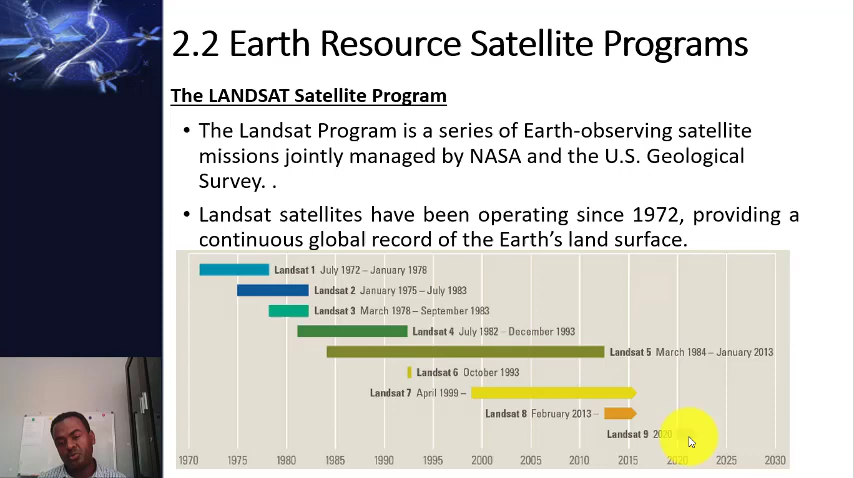 2.2 Earth Resource Satellite Programs
The LANDSAT Satellite Program
• The Landsat Program is a series of Earth-observing satellite
missions jointly managed by NASA and the U.S. Geological
Survey. .
• Landsat satellites have been operating since 1972, providing a
continuous global record of the Earth's land surface.
Landsat 1 July 1972 – January 1978
Landsat 2 January 1975 – July 1983
Landsat 3 March 1978 – September 1983
Landsat 4 July 1982 – December 1993
Landsat 5 March 1984 – January 2013
Landsat 6 October 1993
Landsat 7 April 1999 –
Landsat 8 February 2013 –
Landsat 9 2020
1970 1975 1980 1985 1990 1995 2000 2005 2010 2015 2020 2025 2030